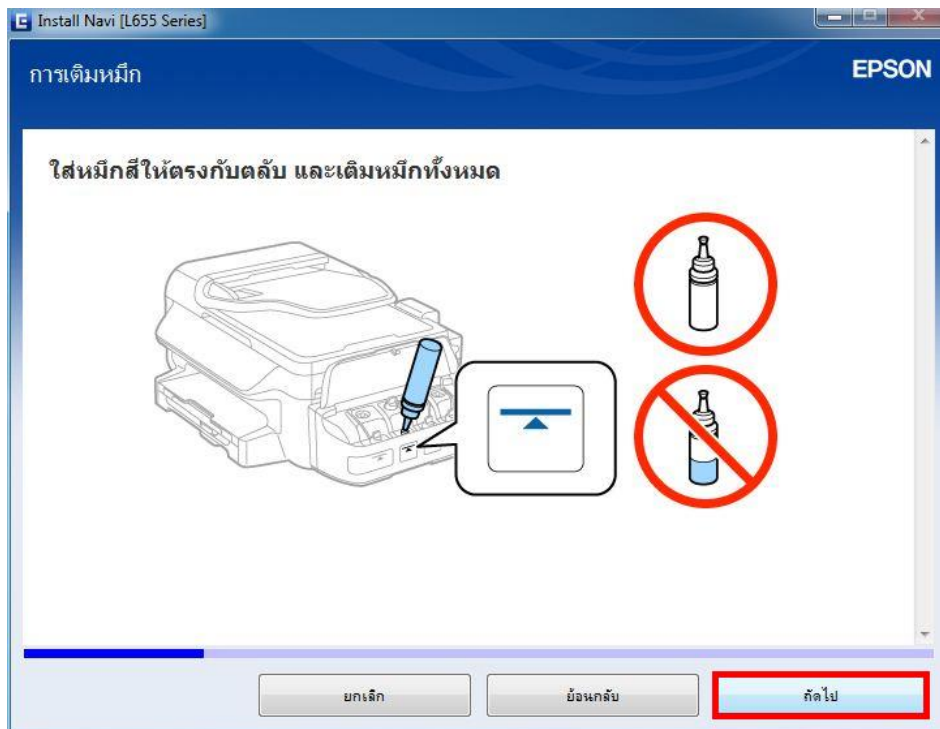 Install Navi [L655 Series]
การเติมหมึก
EPSON
ใส่หมึกสีให้ตรงกับตลับ และเติมหมึกทั้งหมด
ยกเลิก
ย้อนกลับ
ถัดไป